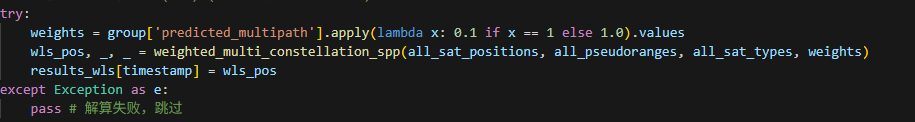 try:
    weights = group['predicted_multipath'].apply(lambda x: 0.1 if x == 1 else 1.0).values
    wls_pos, _, _ = weighted_multi_constellation_spp(all_sat_positions, all_pseudoranges, all_sat_types, weights)
    results_wls[timestamp] = wls_pos
except Exception as e:
    pass # 解算失败，跳过